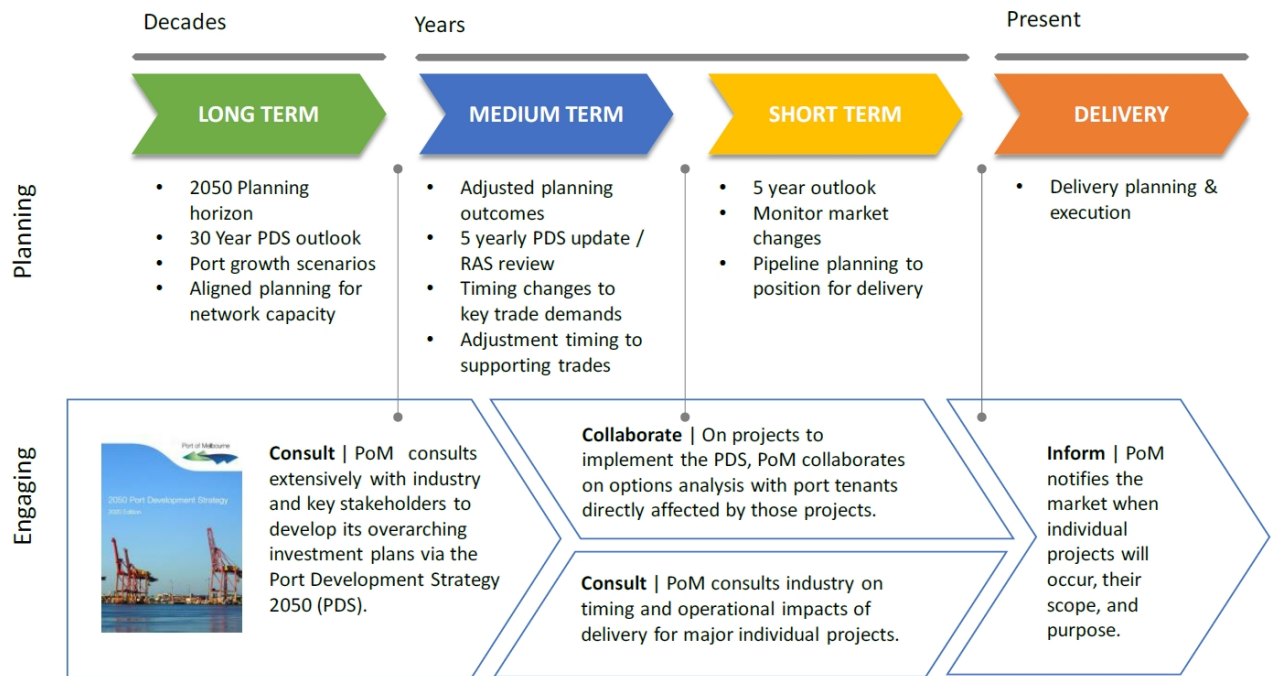 Decades
Years
Present
LONG TERM
MEDIUM TERM
SHORT TERM
DELIVERY
Planning
• 2050 Planning
horizon
• 30 Year PDS outlook
• Port growth scenarios
• Aligned planning for
network capacity
• Adjusted planning
outcomes
• 5 yearly PDS update /
RAS review
• Timing changes to
key trade demands
• Adjustment timing to
supporting trades
• 5 year outlook
• Monitor market
changes
• Pipeline planning to
position for delivery
• Delivery planning &
execution
Engaging
Port of Melbourne
2050 Port Development Strategy
2020 Edition
Consult | PoM consults
extensively with industry
and key stakeholders to
develop its overarching
investment plans via the
Port Development Strategy
2050 (PDS).
Collaborate | On projects to
implement the PDS, PoM collaborates
on options analysis with port tenants
directly affected by those projects.
Consult | PoM consults industry on
timing and operational impacts of
delivery for major individual projects.
Inform | PoM
notifies the
market when
individual
projects will
occur, their
scope, and
purpose.